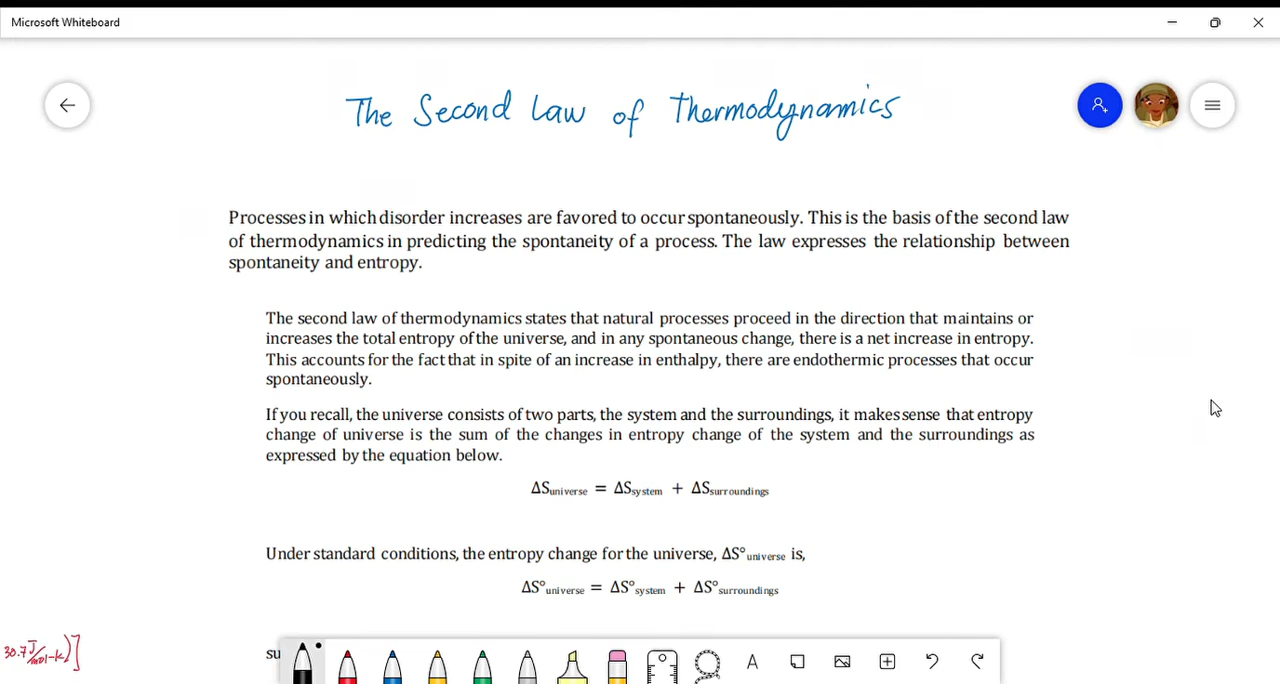 Microsoft Whiteboard
The Second Law of Thermodynamics
Processes in which disorder increases are favored to occur spontaneously. This is the basis of the second law
of thermodynamics in predicting the spontaneity of a process. The law expresses the relationship between
spontaneity and entropy.
The second law of thermodynamics states that natural processes proceed in the direction that maintains or
increases the total entropy of the universe, and in any spontaneous change, there is a net increase in entropy.
This accounts for the fact that in spite of an increase in enthalpy, there are endothermic processes that occur
spontaneously.
If you recall, the universe consists of two parts, the system and the surroundings, it makes sense that entropy
change of universe is the sum of the changes in entropy change of the system and the surroundings as
expressed by the equation below.
ΔSuniverse = ΔSsystem + ΔSsurroundings
Under standard conditions, the entropy change for the universe, ΔS°universe is,
ΔS°universe = ΔS°system + ΔS°surroundings
30.7 J/mol-K)]
su
A